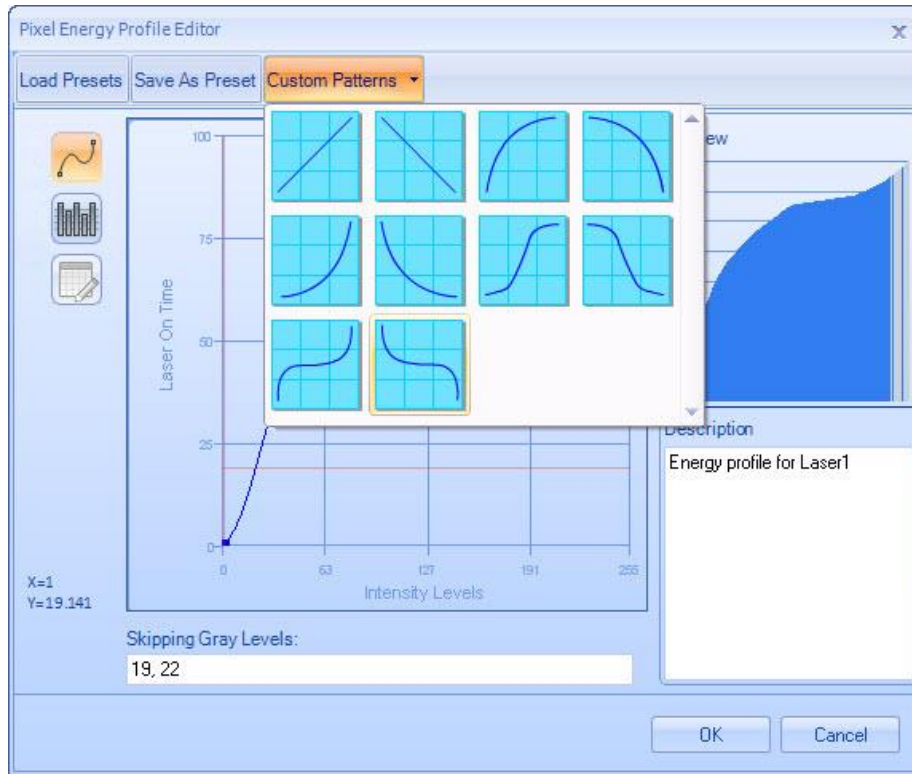 Pixel Energy Profile Editor
Load Presets Save As Preset Custom Patterns
100
75
50
25
0
Laser On Time
0 63 127 191 255
Intensity Levels
X=1
Y=19.141
Skipping Gray Levels:
19, 22
ew
Description
Energy profile for Laser1
OK Cancel